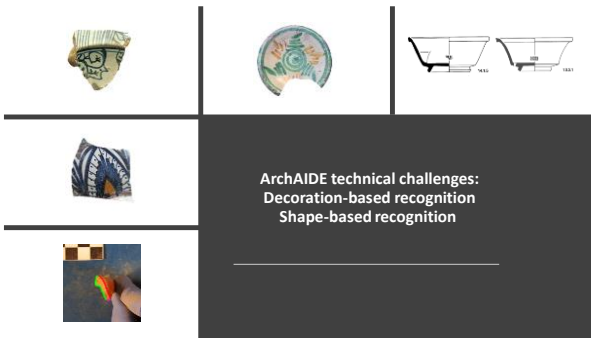 ArchAIDE technical challenges:
Decoration-based recognition
Shape-based recognition